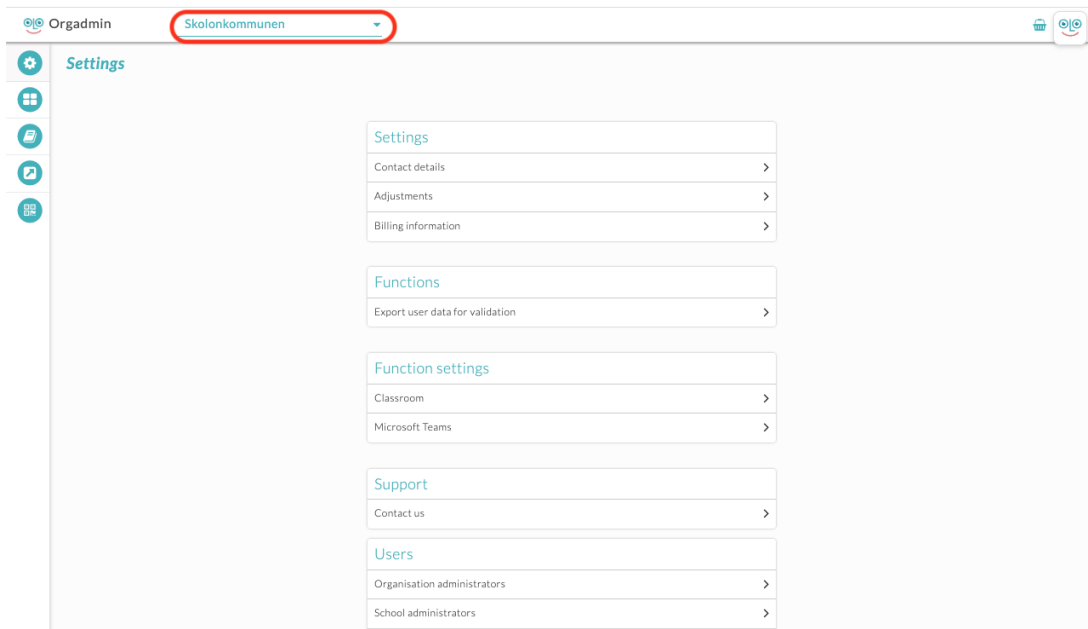 Orgadmin
Skolonkommunen
Settings
Settings
Contact details
Adjustments
Billing information
Functions
Export user data for validation
Function settings
Classroom
Microsoft Teams
Support
Contact us
Users
Organisation administrators
School administrators